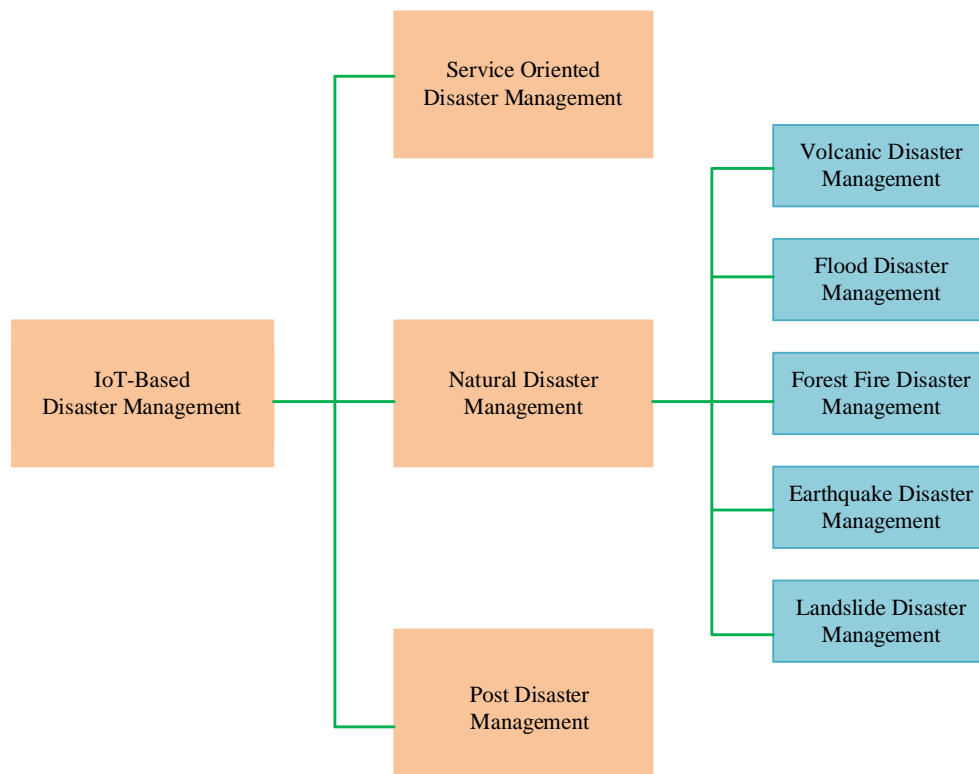 Service Oriented
Disaster Management
Volcanic Disaster
Management
Flood Disaster
Management
IoT-Based
Disaster Management
Natural Disaster
Management
Forest Fire Disaster
Management
Earthquake Disaster
Management
Landslide Disaster
Management
Post Disaster
Management